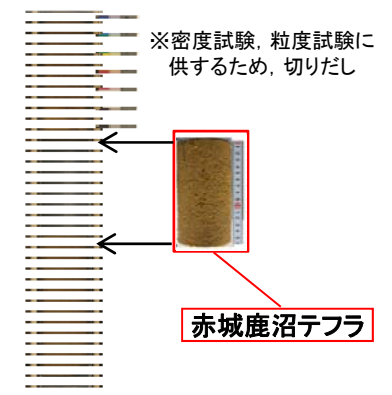 ※密度試験，粒度試験に
供するため，切りだし
赤城鹿沼テフラ